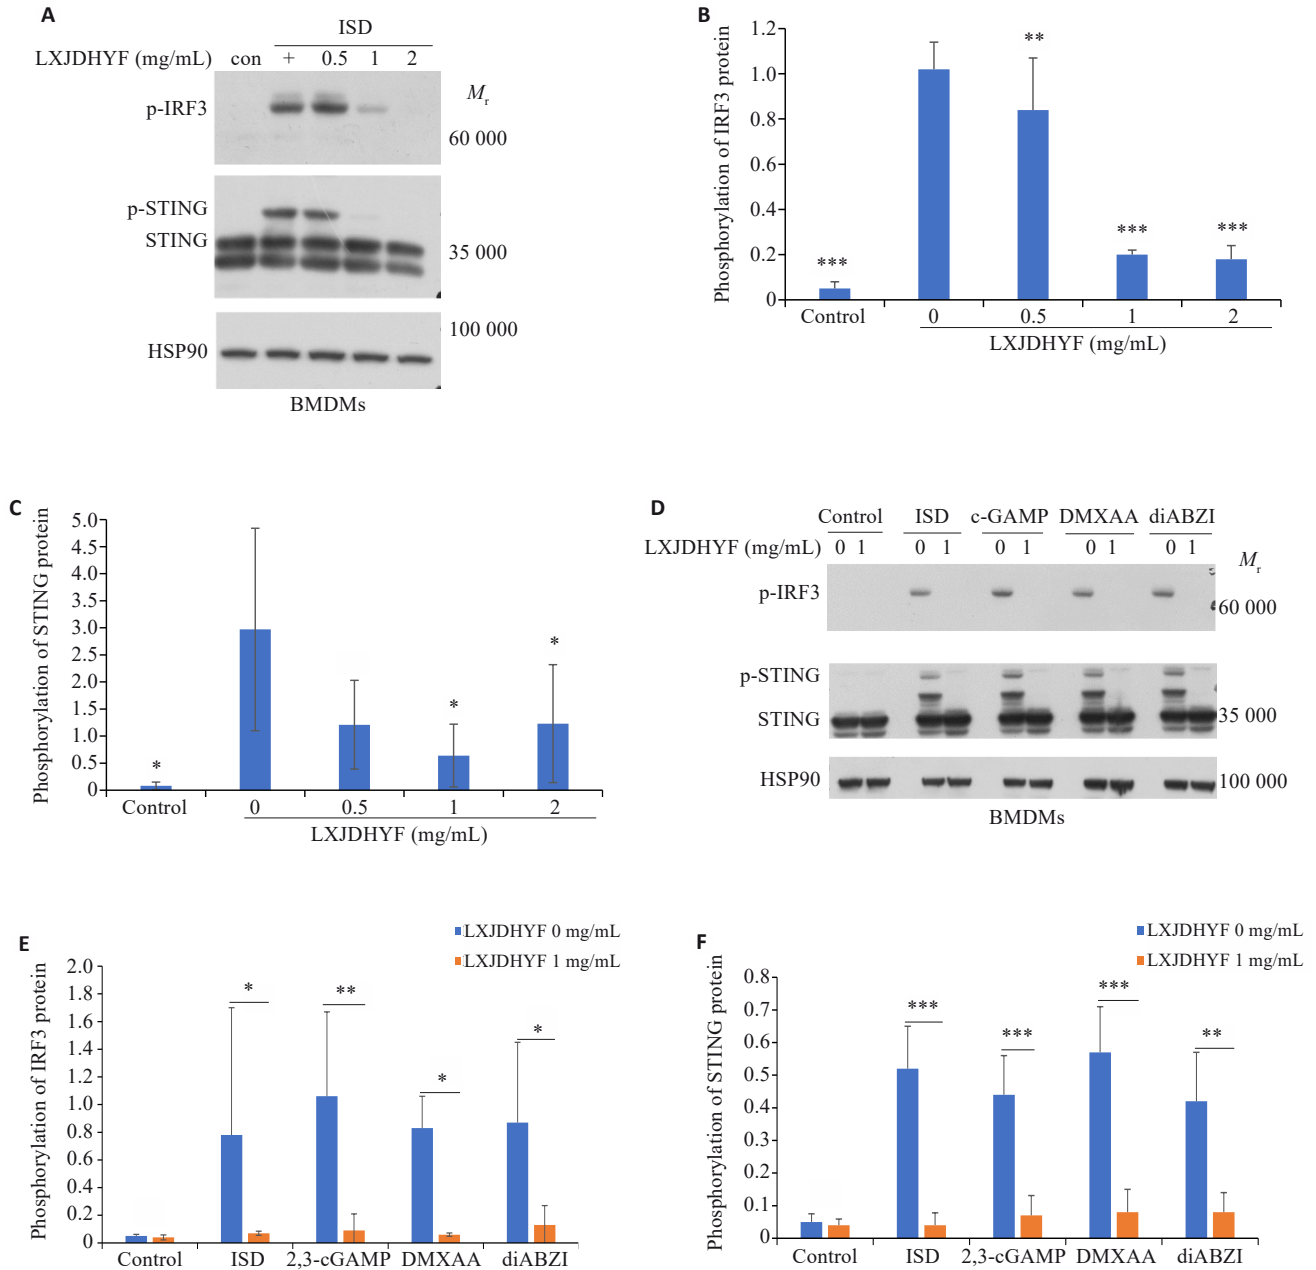 A
ISD
LXJDHYF (mg/mL) con + 0.5 1 2
Mr
p-IRF3
60 000
p-STING
STING
35 000
100 000
HSP90
BMDMs
B
Phosphorylation of IRF3 protein
1.2
1.0
0.8
0.6
0.4
0.2
0
***
**
***
***
Control 0 0.5 1 2
LXJDHYF (mg/mL)
C
Phosphorylation of STING protein
5.0
4.5
4.0
3.5
3.0
2.5
2.0
1.5
1.0
0.5
0
*
*
*
Control 0 0.5 1 2
LXJDHYF (mg/mL)
D
Control ISD c-GAMP DMXAA diABZI
LXJDHYF (mg/mL) 0 1 0 1 0 1 0 1 0 1
Mr
p-IRF3
60 000
p-STING
STING
35 000
HSP90
100 000
BMDMs
E
LXJDHYF 0 mg/mL
LXJDHYF 1 mg/mL
Phosphorylation of IRF3 protein
2.0
1.8
1.6
1.4
1.2
1.0
0.8
0.6
0.4
0.2
0
*
**
*
*
Control ISD 2,3-cGAMP DMXAA diABZI
F
LXJDHYF 0 mg/mL
LXJDHYF 1 mg/mL
Phosphorylation of STING protein
0.8
0.7
0.6
0.5
0.4
0.3
0.2
0.1
0
***
***
***
**
Control ISD 2,3-cGAMP DMXAA diABZI